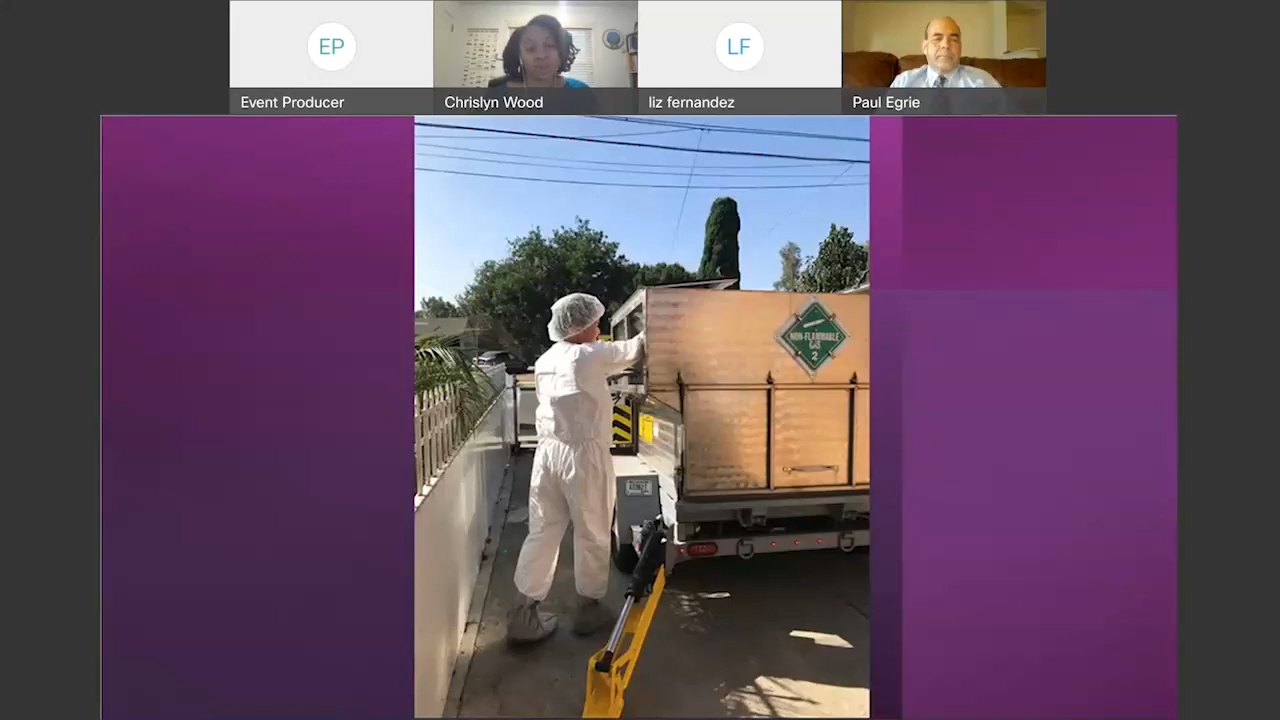 EP
LF
Event Producer
Chrislyn Wood
liz fernandez
Paul Egrie
NON-FLAMMABLE
GAS
2